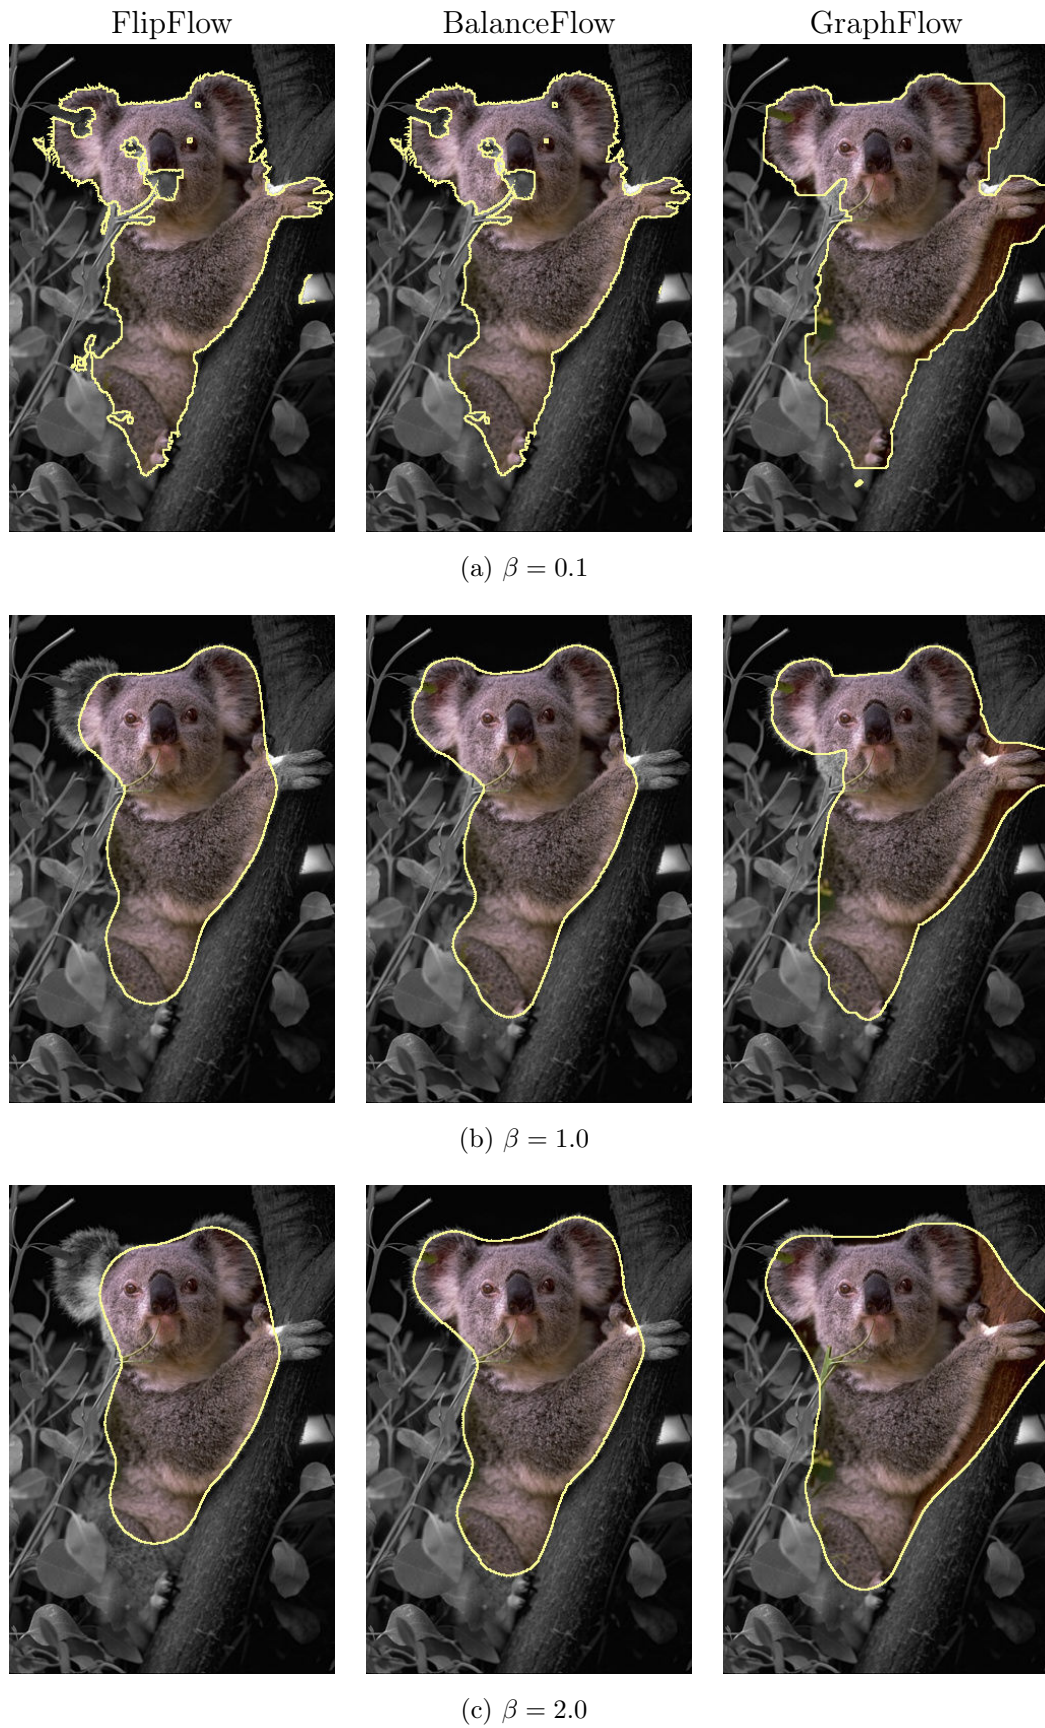 FlipFlow BalanceFlow GraphFlow
(a) β = 0.1
(b) β = 1.0
(c) β = 2.0